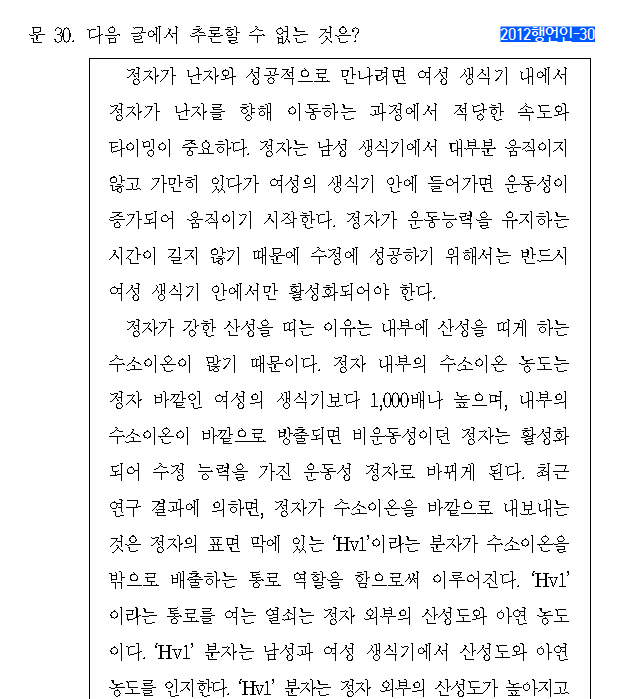 문 30. 다음 글에서 추론할 수 없는 것은?
2012행언인-30
정자가 난자와 성공적으로 만나려면 여성 생식기 내에서
정자가 난자를 향해 이동하는 과정에서 적당한 속도와
타이밍이 중요하다. 정자는 남성 생식기에서 대부분 움직이지
않고 가만히 있다가 여성의 생식기 안에 들어가면 운동성이
증가되어 움직이기 시작한다. 정자가 운동능력을 유지하는
시간이 길지 않기 때문에 수정에 성공하기 위해서는 반드시
여성 생식기 안에서만 활성화되어야 한다.
정자가 강한 산성을 띠는 이유는 내부에 산성을 띠게 하는
수소이온이 많기 때문이다. 정자 내부의 수소이온 농도는
정자 바깥인 여성의 생식기보다 1,000배나 높으며, 내부의
수소이온이 바깥으로 방출되면 비운동성이던 정자는 활성화
되어 수정 능력을 가진 운동성 정자로 바뀌게 된다. 최근
연구 결과에 의하면, 정자가 수소이온을 바깥으로 내보내는
것은 정자의 표면 막에 있는 ‘Hv1’이라는 분자가 수소이온을
밖으로 배출하는 통로 역할을 함으로써 이루어진다. ‘Hv1’
이라는 통로를 여는 열쇠는 정자 외부의 산성도와 아연 농도
이다. ‘Hv1’ 분자는 남성과 여성 생식기에서 산성도와 아연
농도를 인지한다. ‘Hv1’ 분자는 정자 외부의 산성도가 높아지고